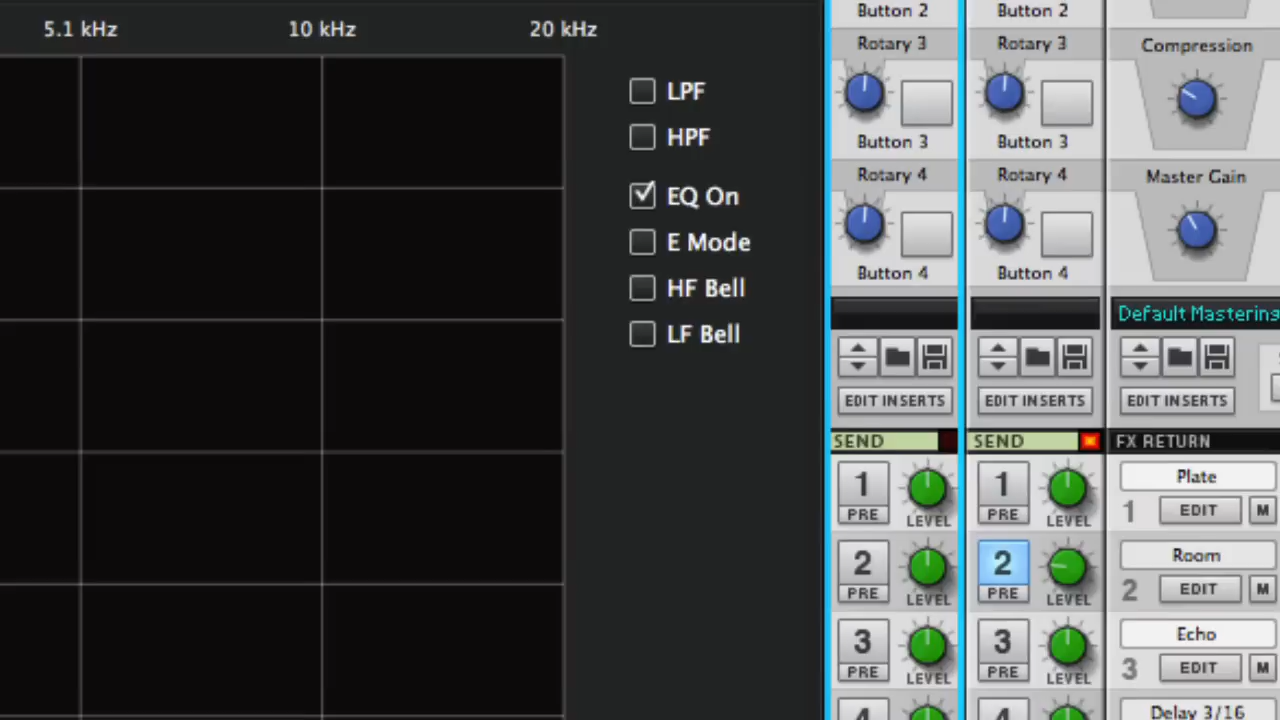 5.1 kHz 10 kHz 20 kHz
LPF
HPF
EQ On
E Mode
HF Bell
LF Bell
Button 2
Rotary 3
Button 3
Rotary 4
Button 4
EDIT INSERTS
SEND
1
PRE
LEVEL
2
PRE
LEVEL
3
PRE
LEVEL
4
Button 2
Rotary 3
Button 3
Rotary 4
Button 4
EDIT INSERTS
SEND
1
PRE
LEVEL
2
PRE
LEVEL
3
PRE
LEVEL
4
Compression
Master Gain
Default Mastering
EDIT INSERTS
FX RETURN
Plate
1 EDIT M
Room
2 EDIT M
Echo
3 EDIT M
Delay 3/16